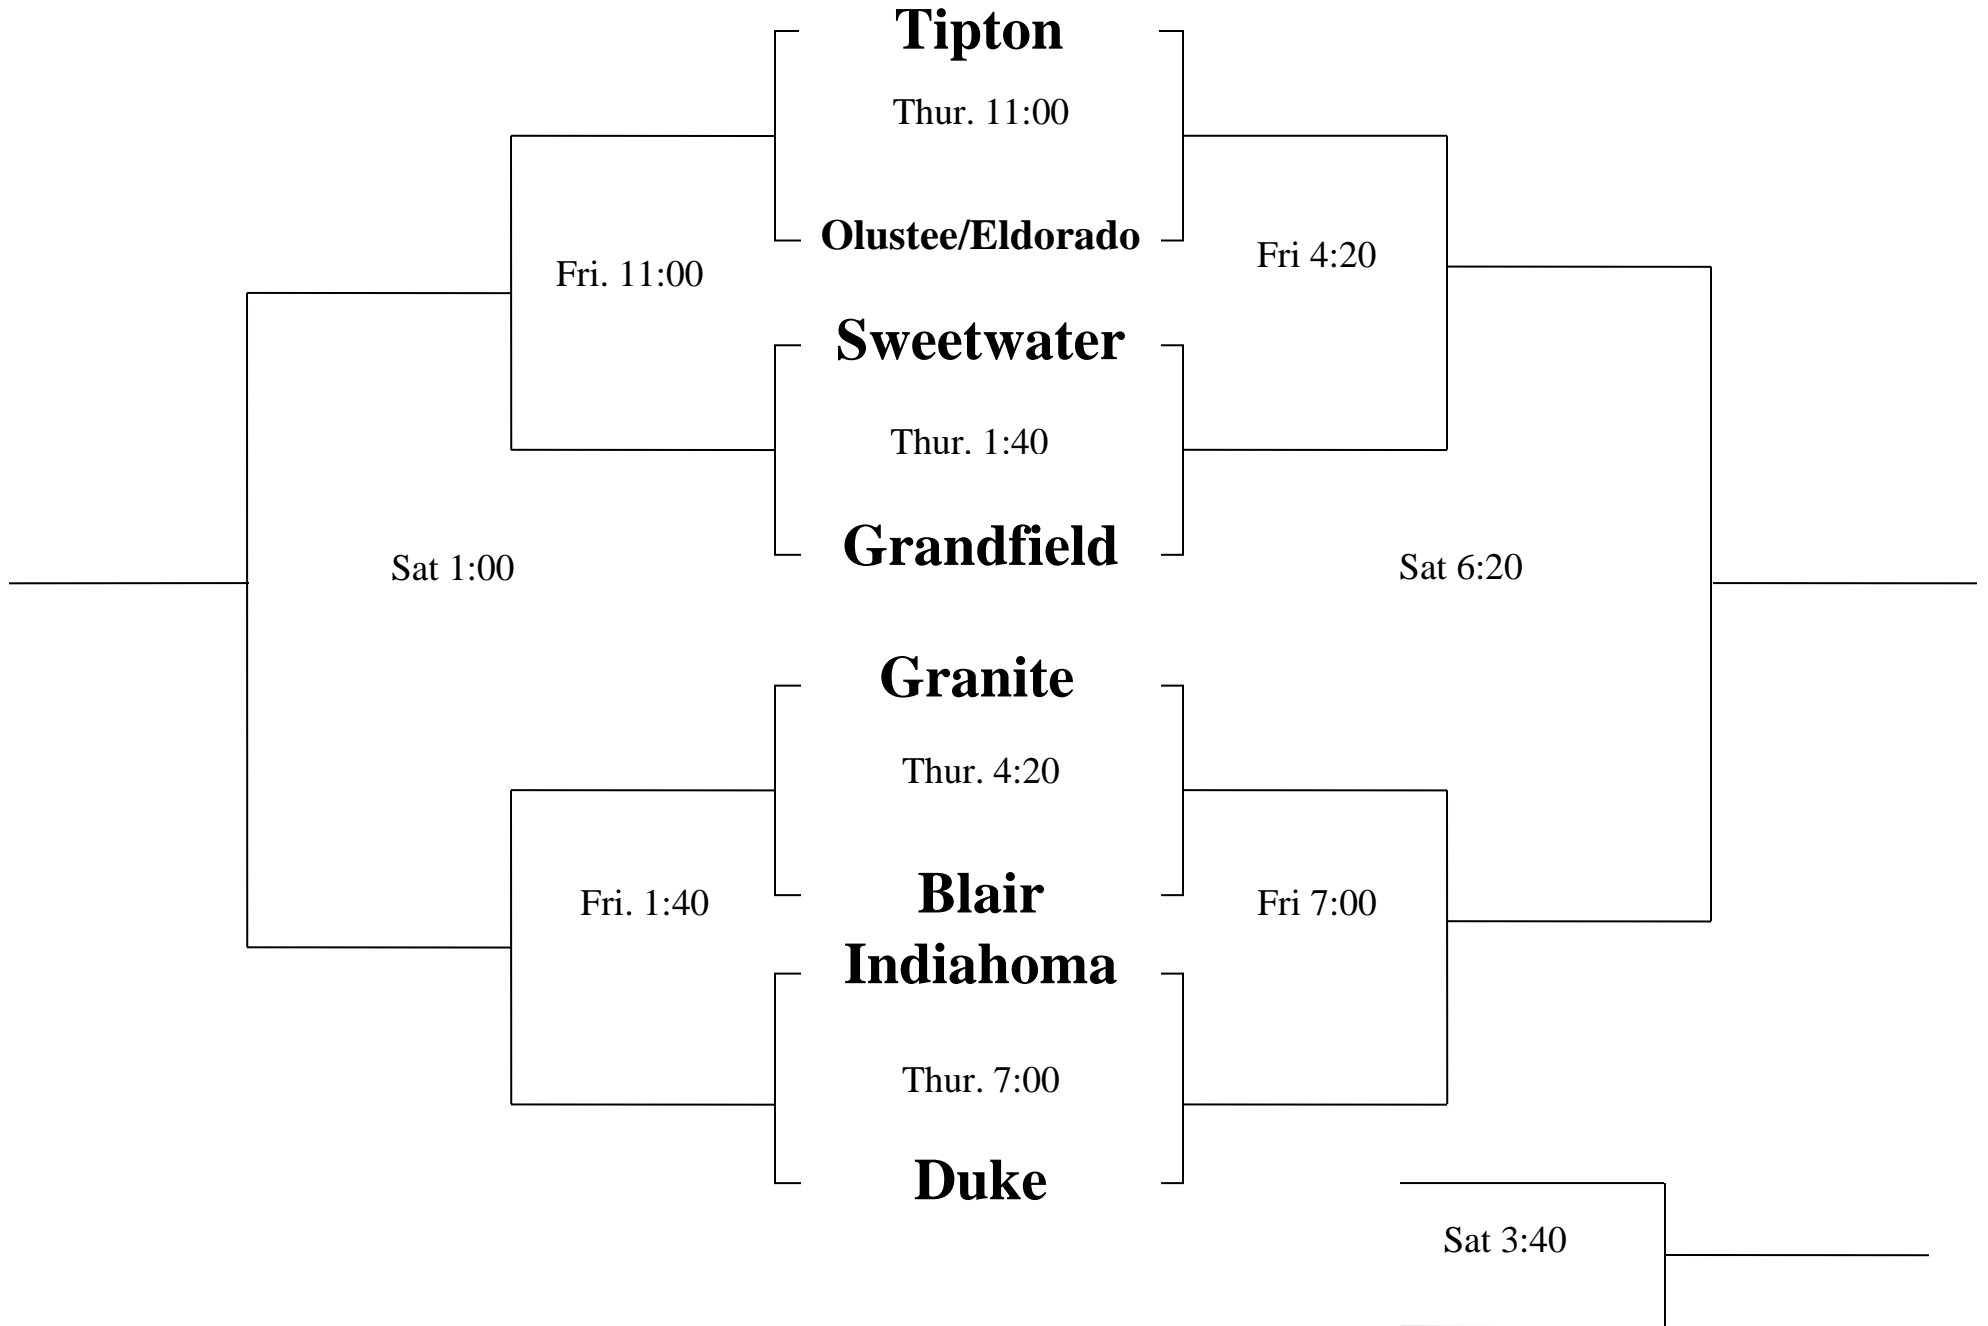 Tipton
Thur. 11:00
Olustee/Eldorado
Fri 4:20
Fri. 11:00
Sweetwater
Thur. 1:40
Grandfield
Sat 1:00
Sat 6:20
Granite
Thur. 4:20
Blair
Fri. 1:40
Fri 7:00
Indiahoma
Thur. 7:00
Duke
Sat 3:40